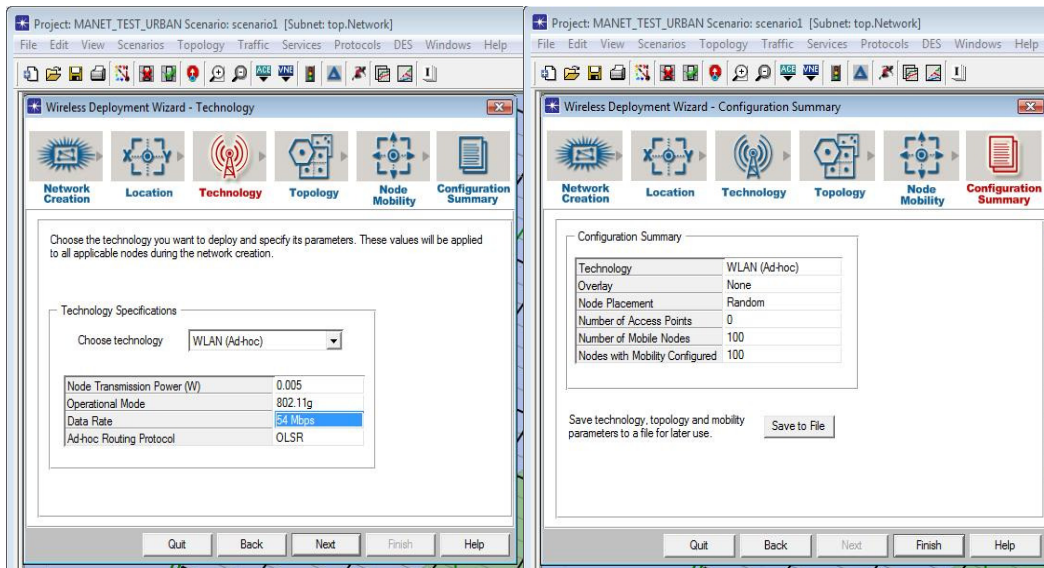 Project: MANET_TEST_URBAN Scenario: scenario1 [Subnet: top.Network]
File Edit View Scenarios Topology Traffic Services Protocols DES Windows Help
ACE VNE
Wireless Deployment Wizard - Technology
X Y
Network Creation
Location
Technology
Topology
Node Mobility
Configuration Summary
Choose the technology you want to deploy and specify its parameters. These values will be applied
to all applicable nodes during the network creation.
Technology Specifications
Choose technology WLAN (Ad-hoc)
Node Transmission Power (W) 0.005
Operational Mode 802.11g
Data Rate 54 Mbps
Ad-hoc Routing Protocol OLSR
Quit Back Next Finish Help
Project: MANET_TEST_URBAN Scenario: scenario1 [Subnet: top.Network]
File Edit View Scenarios Topology Traffic Services Protocols DES Windows Help
ACE VNE
Wireless Deployment Wizard - Configuration Summary
X Y
Network Creation
Location
Technology
Topology
Node Mobility
Configuration Summary
Configuration Summary
Technology WLAN (Ad-hoc)
Overlay None
Node Placement Random
Number of Access Points 0
Number of Mobile Nodes 100
Nodes with Mobility Configured 100
Save technology, topology and mobility
parameters to a file for later use.
Save to File
Quit Back Next Finish Help